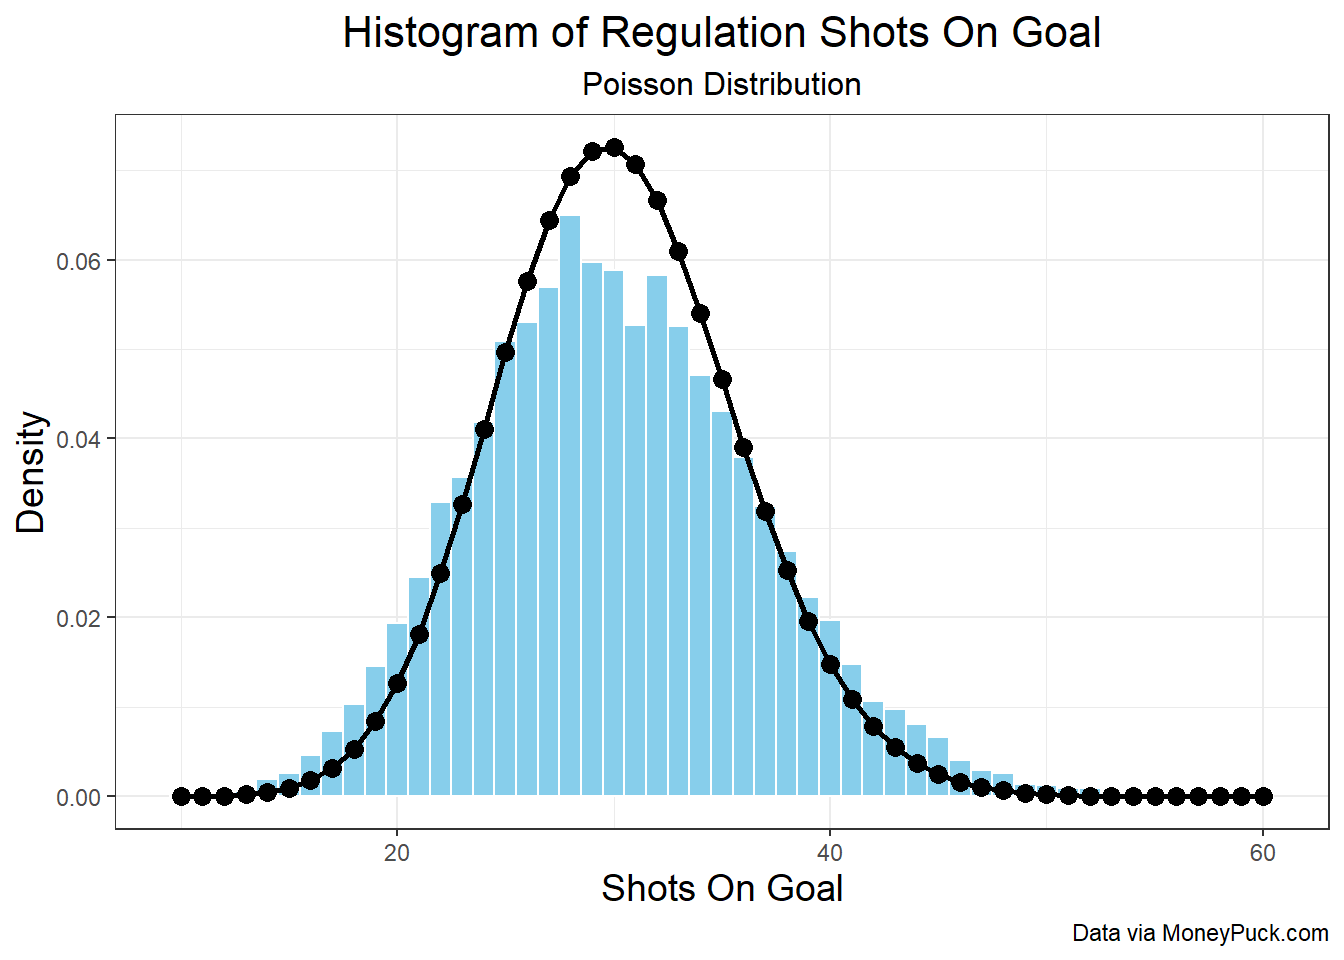 Histogram of Regulation Shots On Goal
Poisson Distribution
Density
0.06
0.04
0.02
0.00
20 40 60
Shots On Goal
Data via MoneyPuck.com